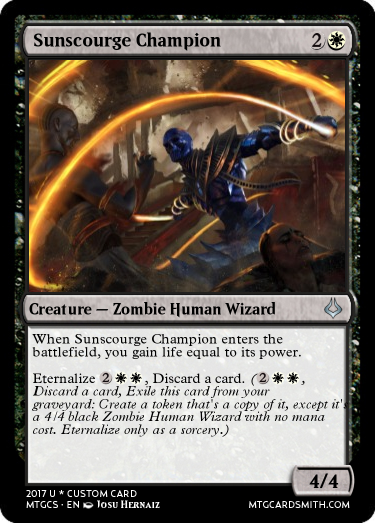 Sunscourge Champion 2
Creature — Zombie Human Wizard
When Sunscourge Champion enters the
battlefield, you gain life equal to its power.
Eternalize 2, Discard a card. (2,
Discard a card, Exile this card from your
graveyard: Create a token that's a copy of it, except it's
a 4/4 black Zombie Human Wizard with no mana
cost. Eternalize only as a sorcery.)
4/4
2017 U * CUSTOM CARD
MTGCS · EN Josu Hernaiz
MTGCARDSMITH.COM